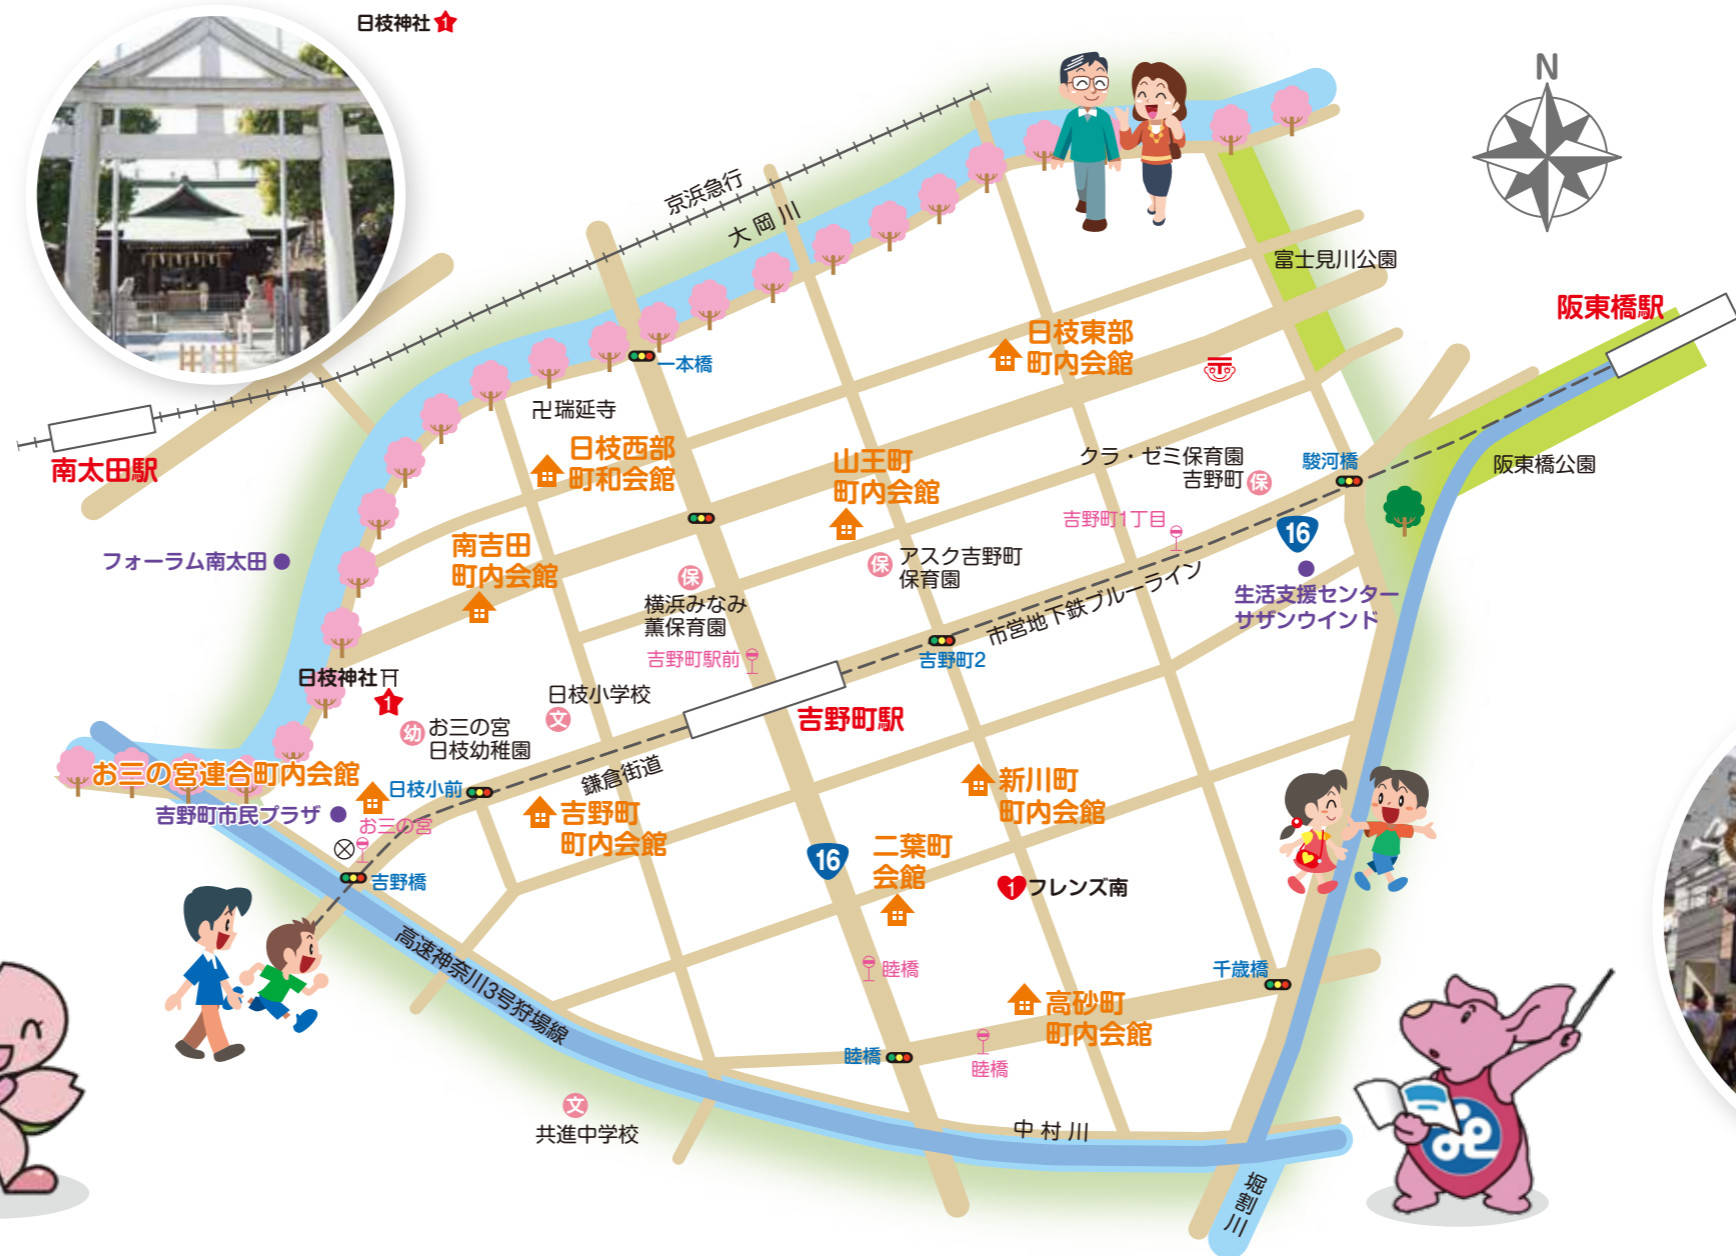 日枝神社 1
N
京浜急行
大岡川
富士見川公園
阪東橋駅
日枝東部
町内会館
一本橋
卍瑞延寺
南太田駅
日枝西部
町和会館
山王町
町内会館
クラ・ゼミ保育園
吉野町 保
駿河橋
阪東橋公園
吉野町1丁目
16
フォーラム南太田
南吉田
町内会館
保 アスク吉野町
保育園
保
横浜みなみ
薫保育園
市営地下鉄ブルーライン
生活支援センター
サザンウインド
吉野町駅前
吉野町2
日枝神社
1
日枝小学校
文
吉野町駅
幼 お三の宮
日枝幼稚園
鎌倉街道
お三の宮連合町内会館
日枝小前
吉野町市民プラザ
お三の宮
吉野町
町内会館
新川町
町内会館
16
二葉町
会館
吉野橋
1 フレンズ南
高速神奈川3号狩場線
睦橋
千歳橋
高砂町
町内会館
睦橋
睦橋
文
共進中学校
中村川
堀割川